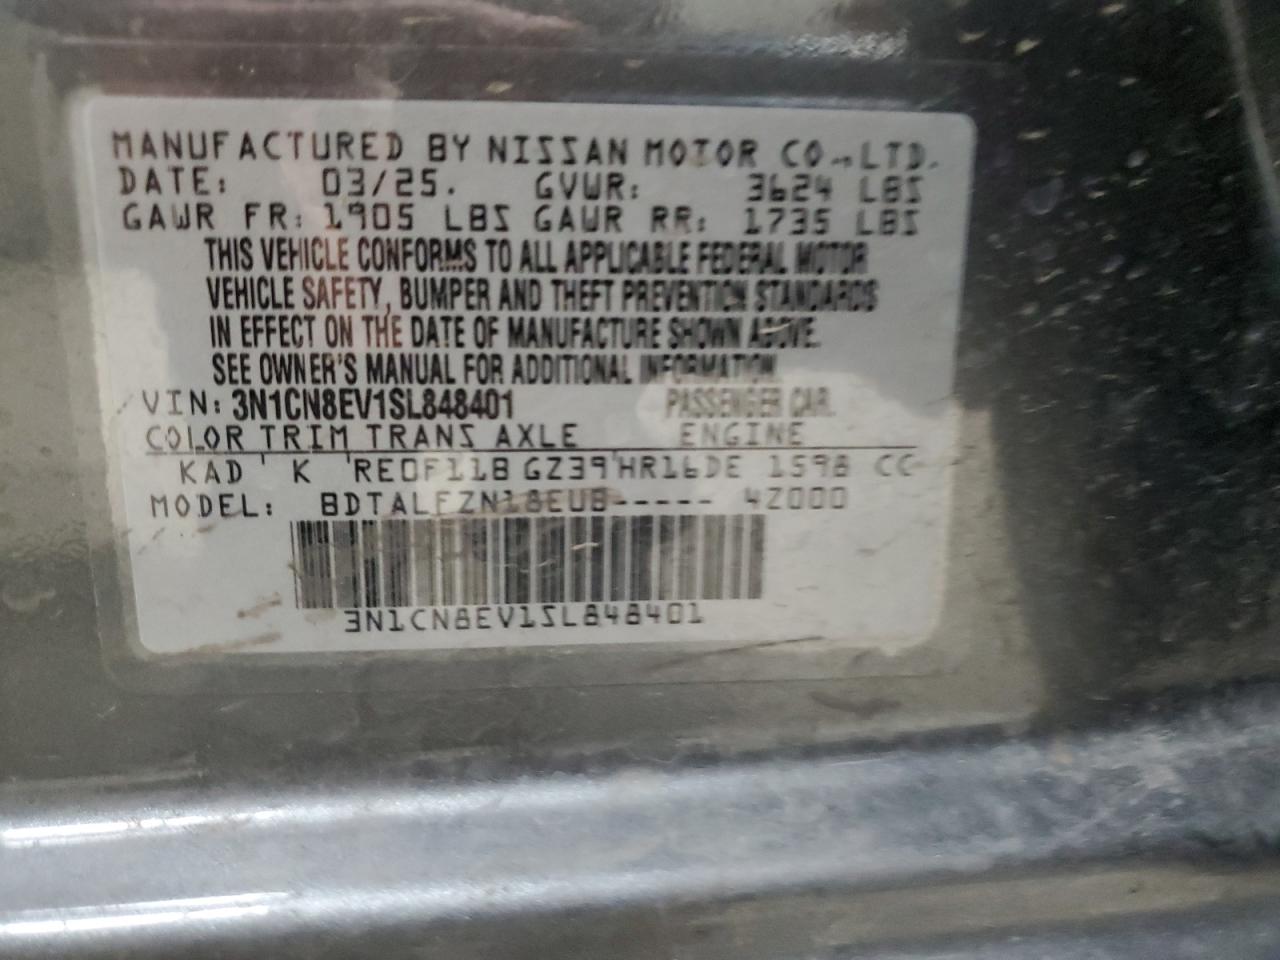 MANUFACTURED BY NISSAN MOTOR CO.,LTD.
DATE: 03/25. GVWR: 3624 LBS
GAWR FR: 1905 LBS GAWR RR: 1735 LBS
THIS VEHICLE CONFORMS TO ALL APPLICABLE FEDERAL MOTOR
VEHICLE SAFETY, BUMPER AND THEFT PREVENTION STANDARDS
IN EFFECT ON THE DATE OF MANUFACTURE SHOWN ABOVE.
SEE OWNER'S MANUAL FOR ADDITIONAL INFORMATION.
VIN: 3N1CN8EV1SL848401 PASSENGER CAR.
COLOR TRIM TRANS AXLE ENGINE
KAD ' K ' RE0F11B GZ39 ' HR16DE 1598 CC
MODEL: BDTALFZN18EUB----- 4Z000
3N1CN8EV1SL848401